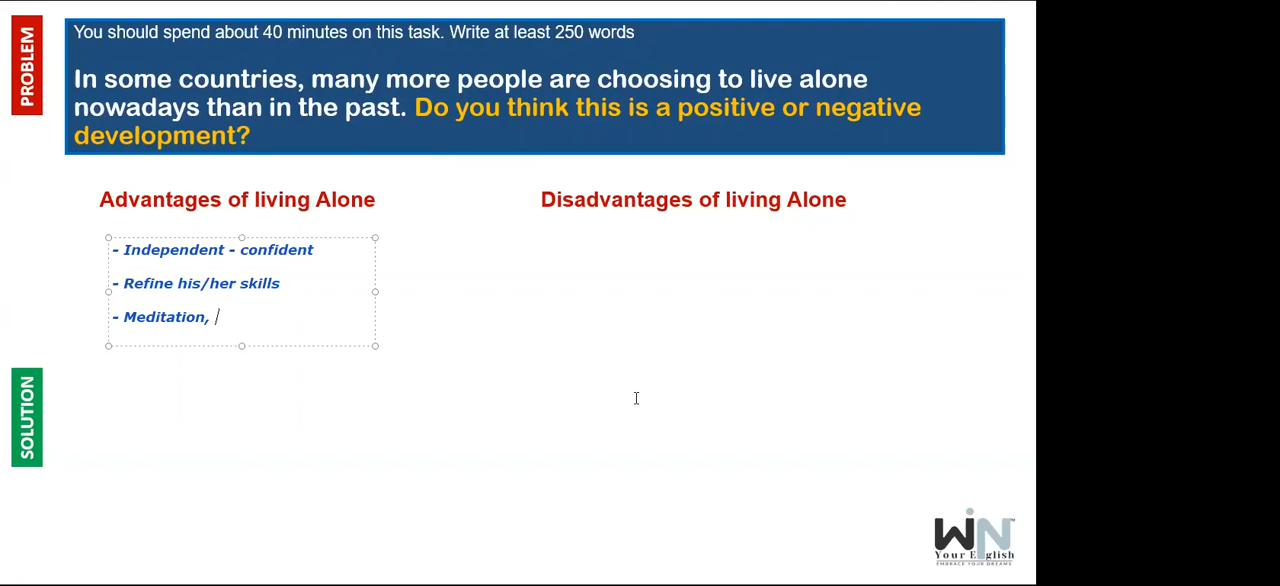 PROBLEM
You should spend about 40 minutes on this task. Write at least 250 words
In some countries, many more people are choosing to live alone
nowadays than in the past. Do you think this is a positive or negative
development?
Advantages of living Alone
Disadvantages of living Alone
- Independent - confident
- Refine his/her skills
- Meditation,
SOLUTION
WiN™
Your English
EMBRACE YOUR DREAMS